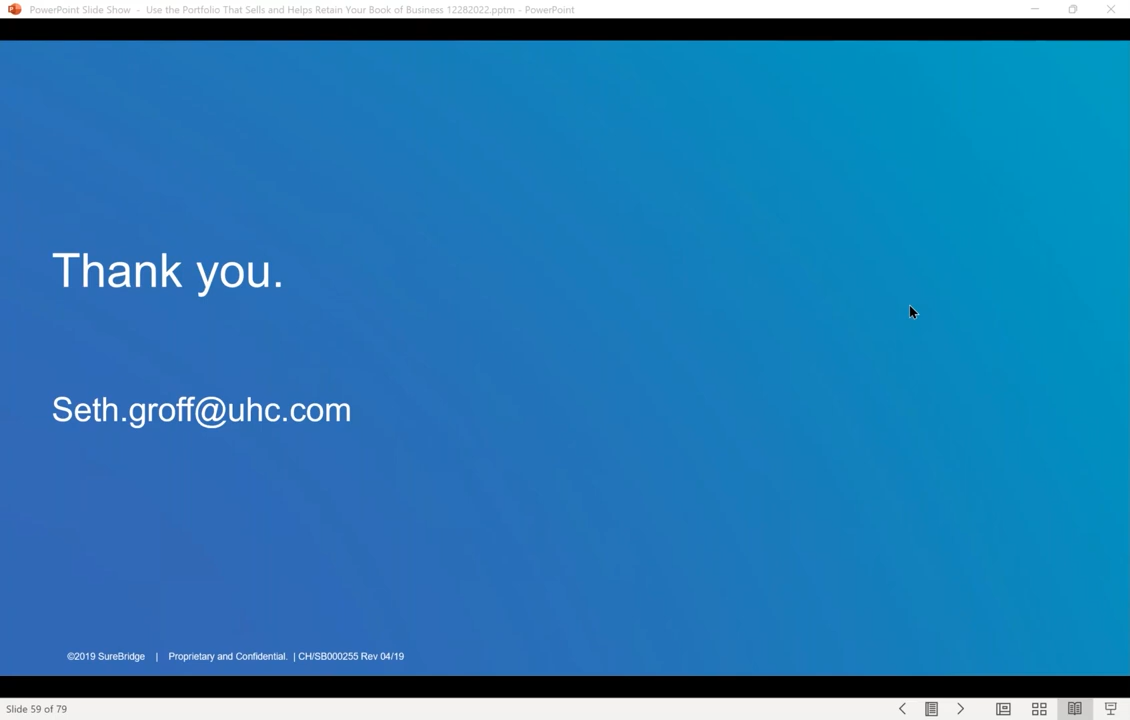 PowerPoint Slide Show - Use the Portfolio That Sells and Helps Retain Your Book of Business 12282022.pptm - PowerPoint
Thank you.
Seth.groff@uhc.com
©2019 SureBridge | Proprietary and Confidential. | CH/SB000255 Rev 04/19
Slide 59 of 79